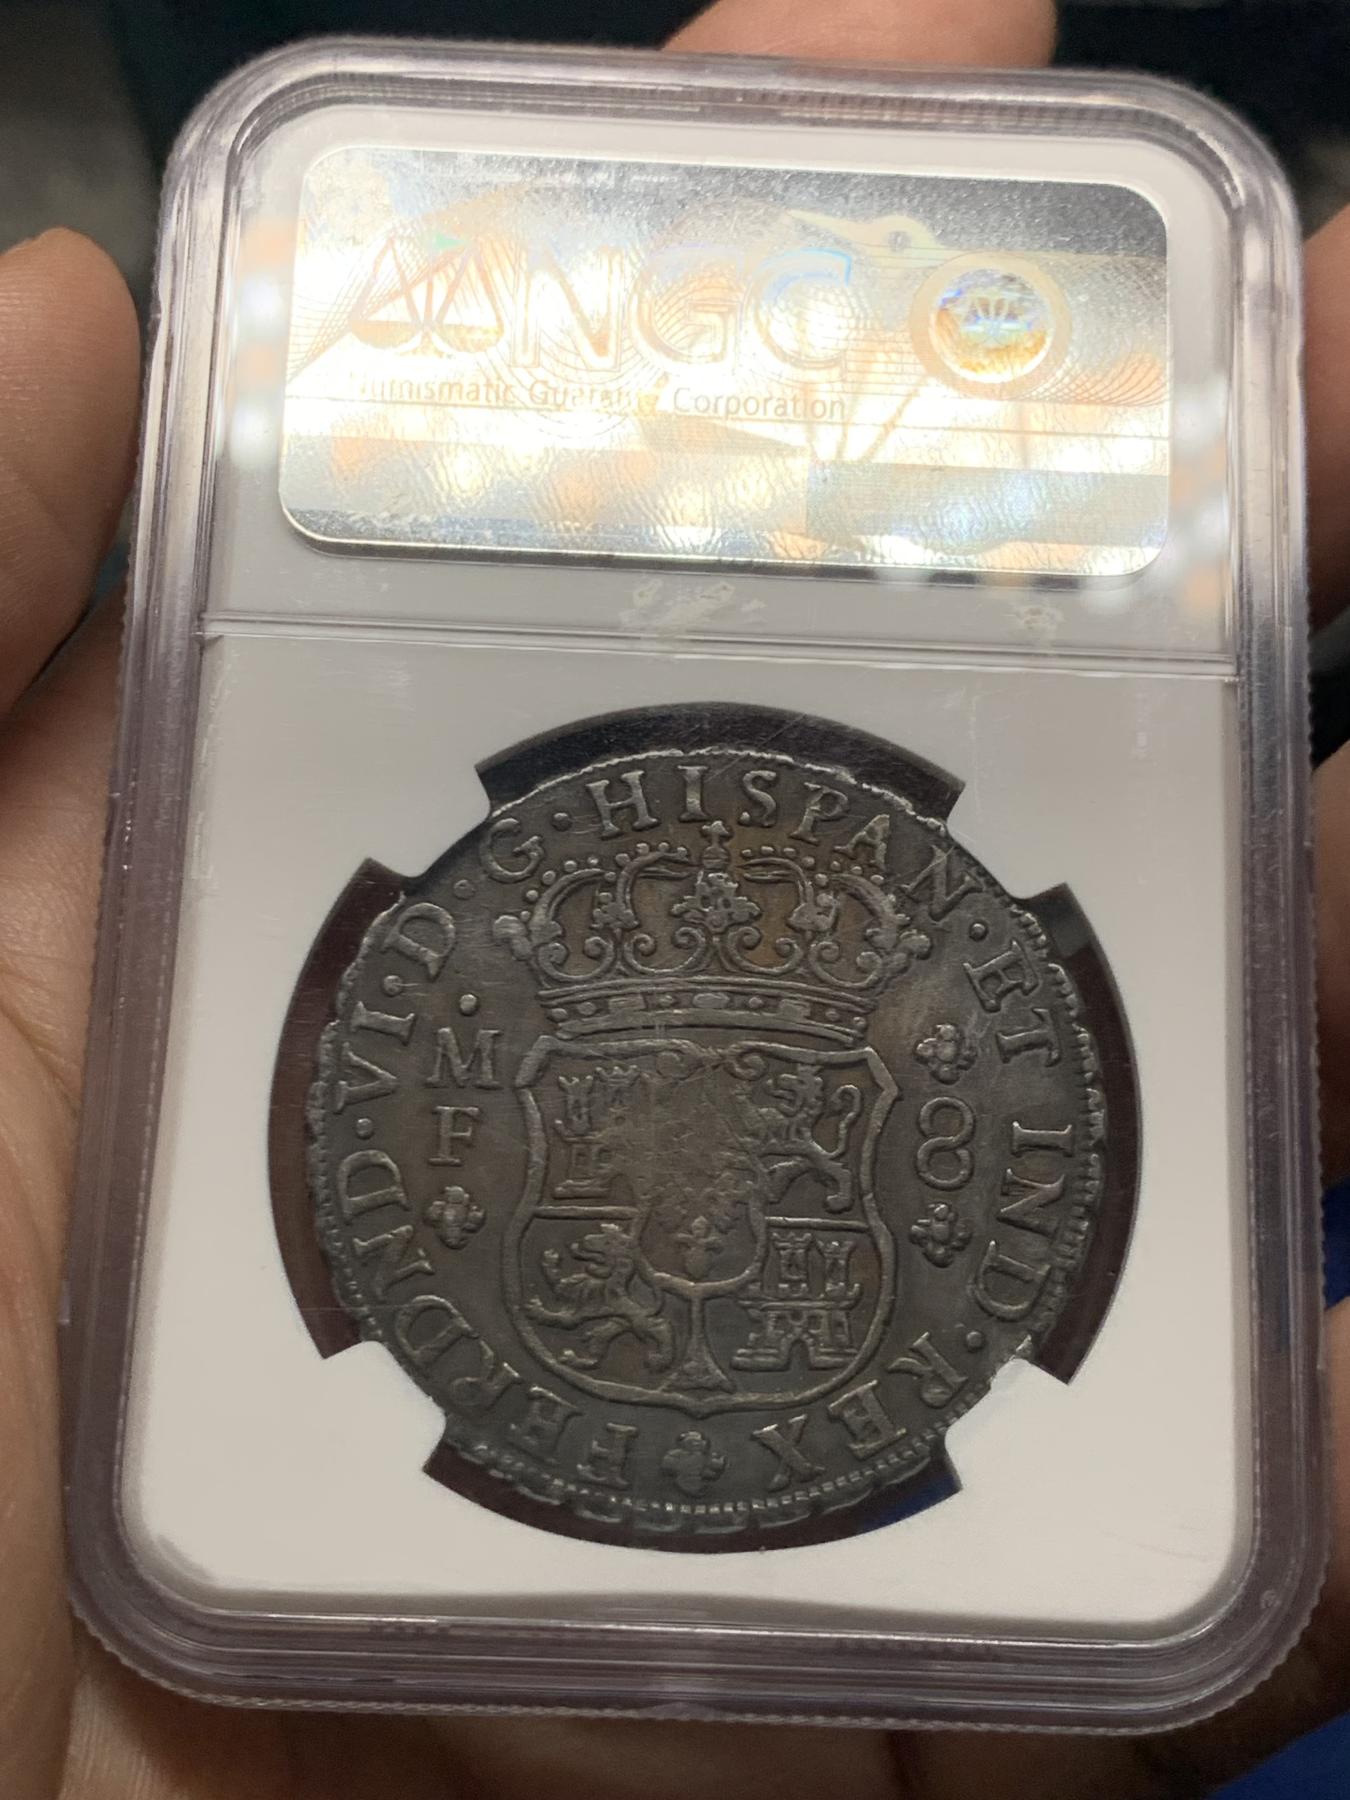 NGC
Numismatic Guaranty Corporation
FERDND·VI·D·G·HISPAN·ET IND·REX
M
F
8